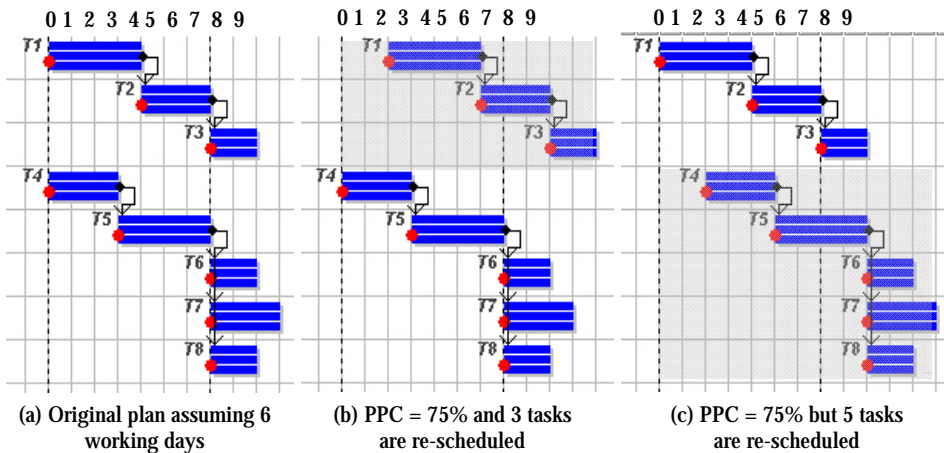 0 1 2 3 4 5 6 7 8 9
0 1 2 3 4 5 6 7 8 9
0 1 2 3 4 5 6 7 8 9
T1
T2
T3
T4
T5
T6
T7
T8
T1
T2
T3
T4
T5
T6
T7
T8
T1
T2
T3
T4
T5
T6
T7
T8
(a) Original plan assuming 6
working days
(b) PPC = 75% and 3 tasks
are re-scheduled
(c) PPC = 75% but 5 tasks
are re-scheduled